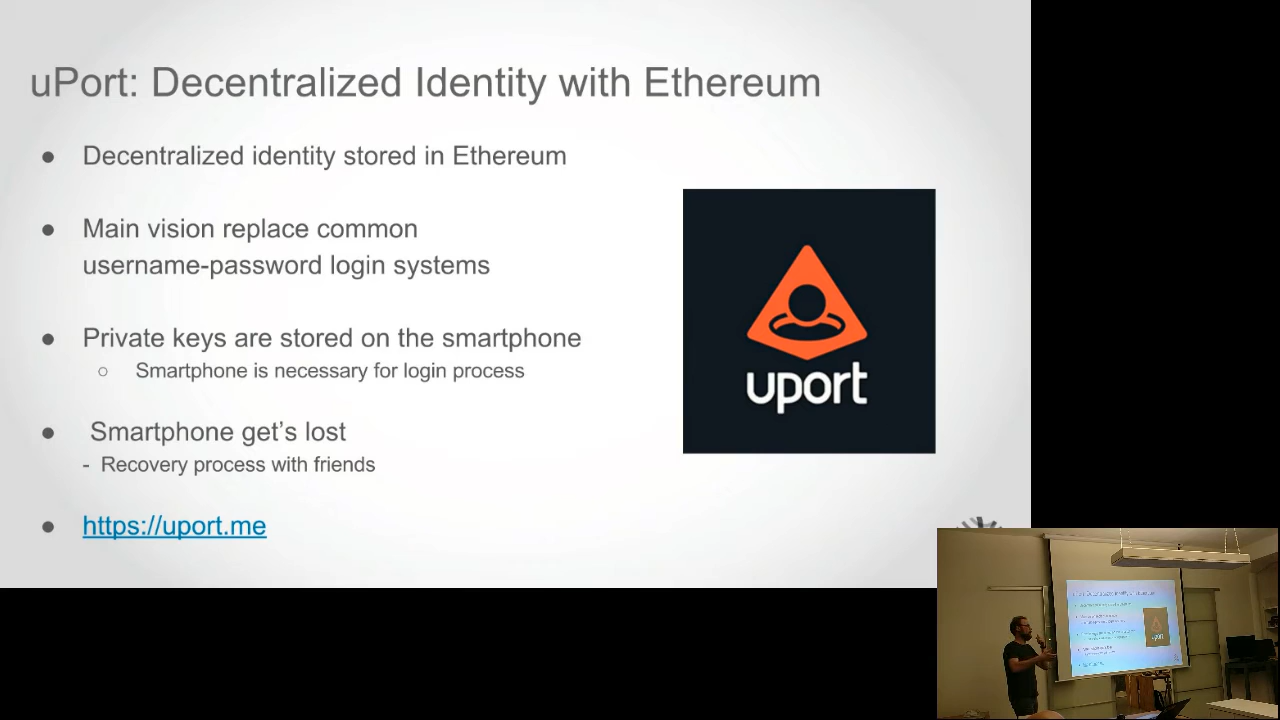 uPort: Decentralized Identity with Ethereum
● Decentralized identity stored in Ethereum
● Main vision replace common
username-password login systems
● Private keys are stored on the smartphone
○ Smartphone is necessary for login process
● Smartphone get’s lost
- Recovery process with friends
● https://uport.me
uport